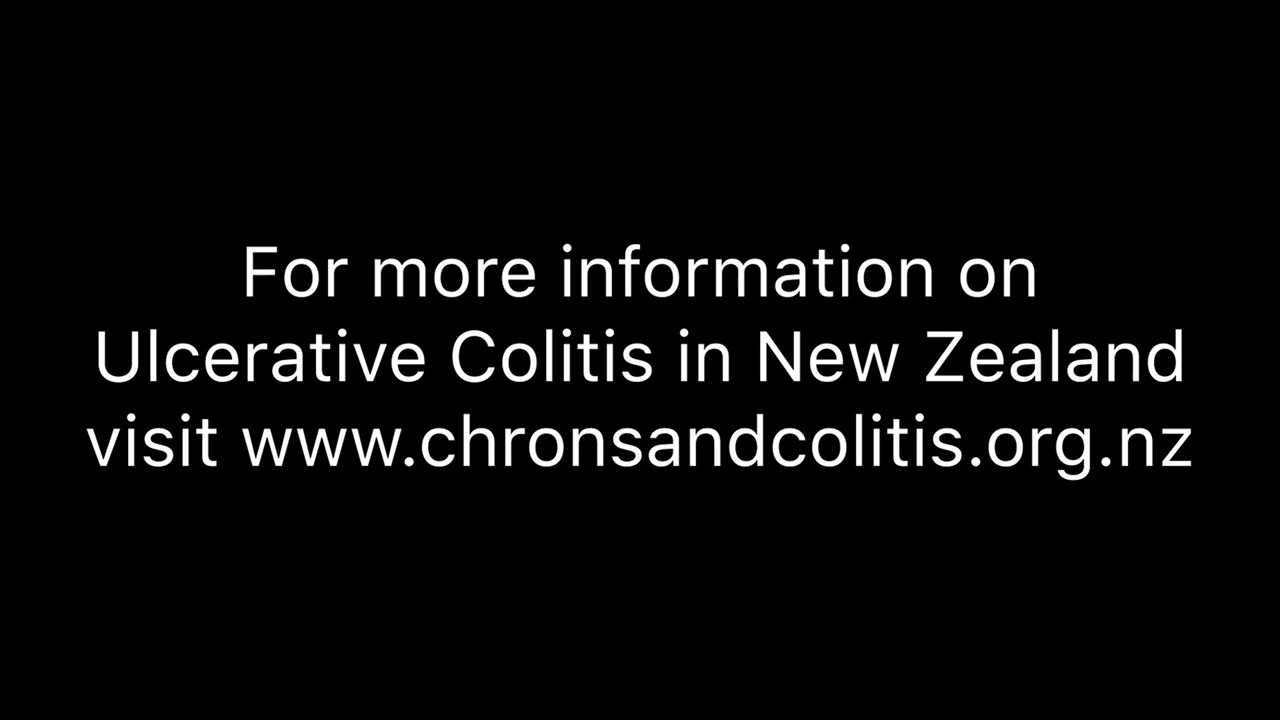 For more information on
Ulcerative Colitis in New Zealand
visit www.chronsandcolitis.org.nz